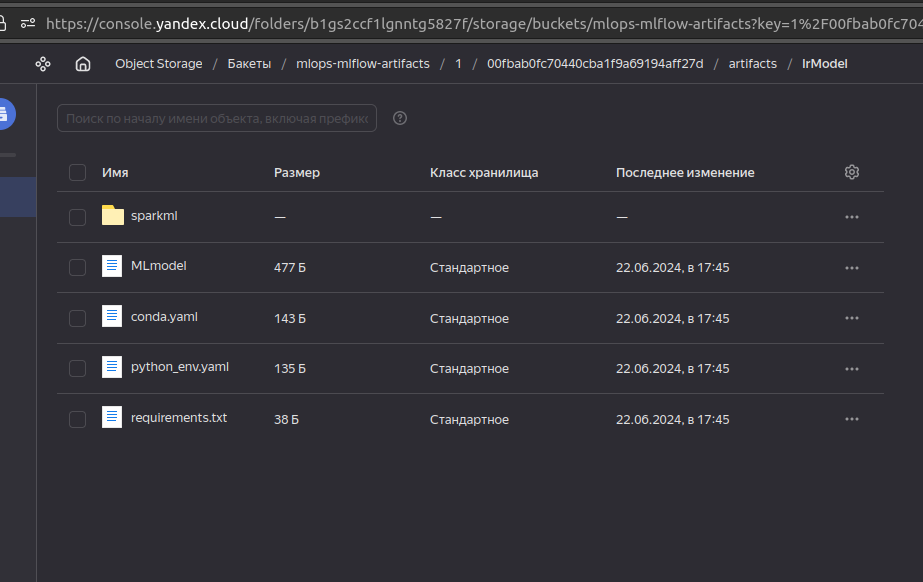 https://console.yandex.cloud/folders/b1gs2ccf1lgnntg5827f/storage/buckets/mlops-mlflow-artifacts?key=1%2F00fbab0fc704
Object Storage / Бакеты / mlops-mlflow-artifacts / 1 / 00fbab0fc70440cba1f9a69194aff27d / artifacts / lrModel
Поиск по началу имени объекта, включая префикс
Имя Размер Класс хранилища Последнее изменение
sparkml — — —
MLmodel 477 Б Стандартное 22.06.2024, в 17:45
conda.yaml 143 Б Стандартное 22.06.2024, в 17:45
python_env.yaml 135 Б Стандартное 22.06.2024, в 17:45
requirements.txt 38 Б Стандартное 22.06.2024, в 17:45